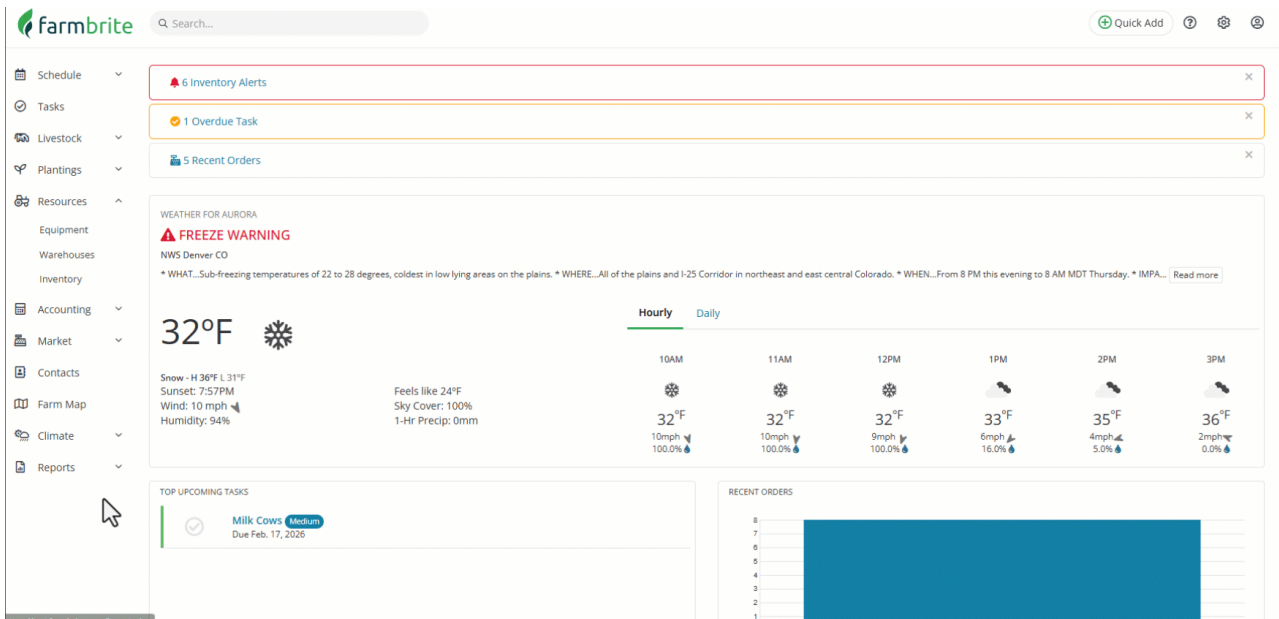 farmbrite
Search...
Quick Add
Schedule
Tasks
Livestock
Plantings
Resources
Equipment
Warehouses
Inventory
Accounting
Market
Contacts
Farm Map
Climate
Reports
6 Inventory Alerts
1 Overdue Task
5 Recent Orders
WEATHER FOR AURORA
FREEZE WARNING
NWS Denver CO
* WHAT...Sub-freezing temperatures of 22 to 28 degrees, coldest in low lying areas on the plains. * WHERE...All of the plains and I-25 Corridor in northeast and east central Colorado. * WHEN...From 8 PM this evening to 8 AM MDT Thursday. * IMPA... Read more
32°F
Snow - H 36°F L 31°F
Sunset: 7:57PM
Wind: 10 mph
Humidity: 94%
Feels like 24°F
Sky Cover: 100%
1-Hr Precip: 0mm
Hourly Daily
10AM 11AM 12PM 1PM 2PM 3PM
32°F 32°F 32°F 33°F 35°F 36°F
10mph 10mph 9mph 6mph 4mph 2mph
100.0% 100.0% 100.0% 16.0% 5.0% 0.0%
TOP UPCOMING TASKS
Milk Cows Medium
Due Feb. 17, 2026
RECENT ORDERS
8
7
6
5
4
3
2
1